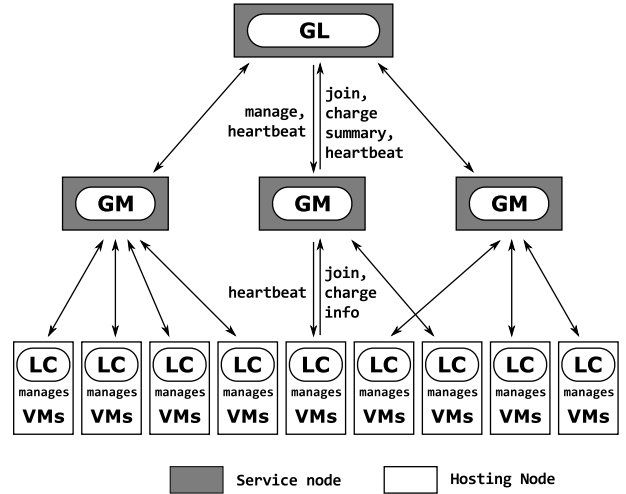 GL
manage,
heartbeat
join,
charge
summary,
heartbeat
GM
GM
GM
heartbeat
join,
charge
info
LC
manages
VMs
LC
manages
VMs
LC
manages
VMs
LC
manages
VMs
LC
manages
VMs
LC
manages
VMs
LC
manages
VMs
LC
manages
VMs
LC
manages
VMs
Service node
Hosting Node